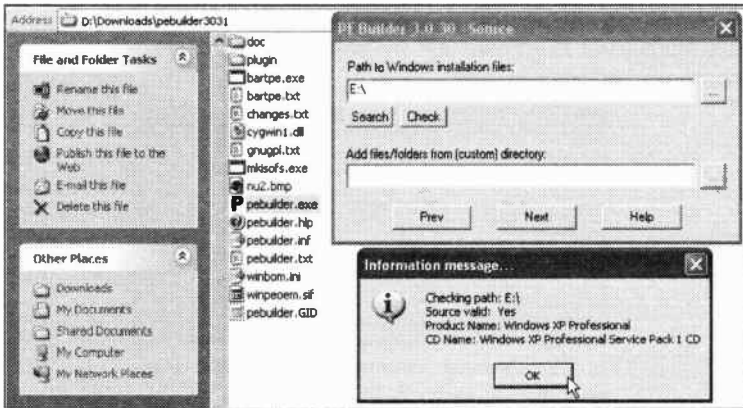 Address D:\Downloads\pebuilder3031
File and Folder Tasks
Rename this file
Move this file
Copy this file
Publish this file to the
Web
E-mail this file
Delete this file
Other Places
Downloads
My Documents
Shared Documents
My Computer
My Network Places
doc
plugin
bartpe.exe
bartpe.txt
changes.txt
cygwin1.dll
gnugpl.txt
mkisofs.exe
nu2.bmp
pebuilder.exe
pebuilder.hlp
pebuilder.inf
pebuilder.txt
winbom.ini
winpeoem.sif
pebuilder.GID
PE Builder 3.0.30 - Source
Path to Windows installation files:
E:\
...
Search Check
Add files/folders from (custom) directory:
...
Prev Next Help
Information message...
Checking path: E:\
Source valid: Yes
Product Name: Windows XP Professional
CD Name: Windows XP Professional Service Pack 1 CD
OK